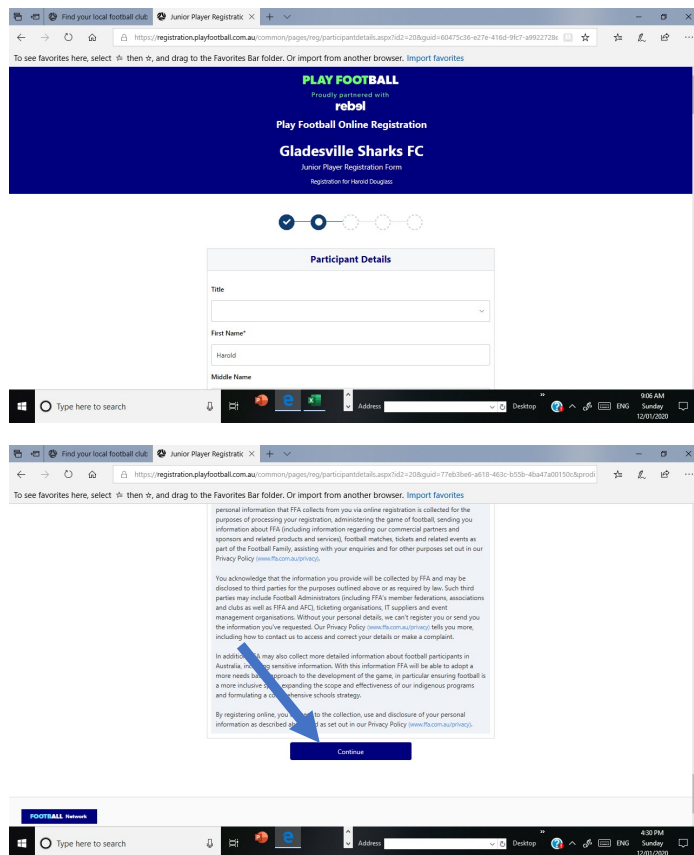 Find your local football club
Junior Player Registratic
https://registration.playfootball.com.au/common/pages/reg/participantdetails.aspx?id2=20&guid=60475c36-e27e-416d-9fc7-a9922728e
To see favorites here, select then, and drag to the Favorites Bar folder. Or import from another browser. Import favorites
PLAY FOOTBALL
Proudly partnered with
rebel
Play Football Online Registration
Gladesville Sharks FC
Junior Player Registration Form
Registration for Harold Douglass
Participant Details
Title
First Name*
Harold
Middle Name
Type here to search
Address
Desktop
ENG
9:06 AM
Sunday
12/01/2020
Find your local football club
Junior Player Registratic
https://registration.playfootball.com.au/common/pages/reg/participantdetails.aspx?id2=20&guid=77eb3be6-a618-463c-b55b-4ba47a00150c&prodi
To see favorites here, select then, and drag to the Favorites Bar folder. Or import from another browser. Import favorites
personal information that FFA collects from you via online registration is collected for the
purposes of processing your registration, administering the game of football, sending you
information about FFA (including information regarding our commercial partners and
sponsors and related products and services), football matches, tickets and related events as
part of the Football Family, assisting with your enquiries and for other purposes set out in our
Privacy Policy (www.ffa.com.au/privacy).
You acknowledge that the information you provide will be collected by FFA and may be
disclosed to third parties for the purposes outlined above or as required by law. Such third
parties may include Football Administrators (including FFA's member federations, associations
and clubs as well as FIFA and AFC), ticketing organisations, IT suppliers and event
management organisations. Without your personal details, we can't register you or send you
the information you've requested. Our Privacy Policy (www.ffa.com.au/privacy) tells you more,
including how to contact us to access and correct your details or make a complaint.
In addition FFA may also collect more detailed information about football participants in
Australia, including sensitive information. With this information FFA will be able to adopt a
more needs approach to the development of the game, in particular ensuring football is
a more inclusive expanding the scope and effectiveness of our indigenous programs
and formulating a comprehensive schools strategy.
By registering online, you to the collection, use and disclosure of your personal
information as described as set out in our Privacy Policy (www.ffa.com.au/privacy).
Continue
FOOTBALL Network
Type here to search
Address
Desktop
ENG
4:30 PM
Sunday
12/01/2020